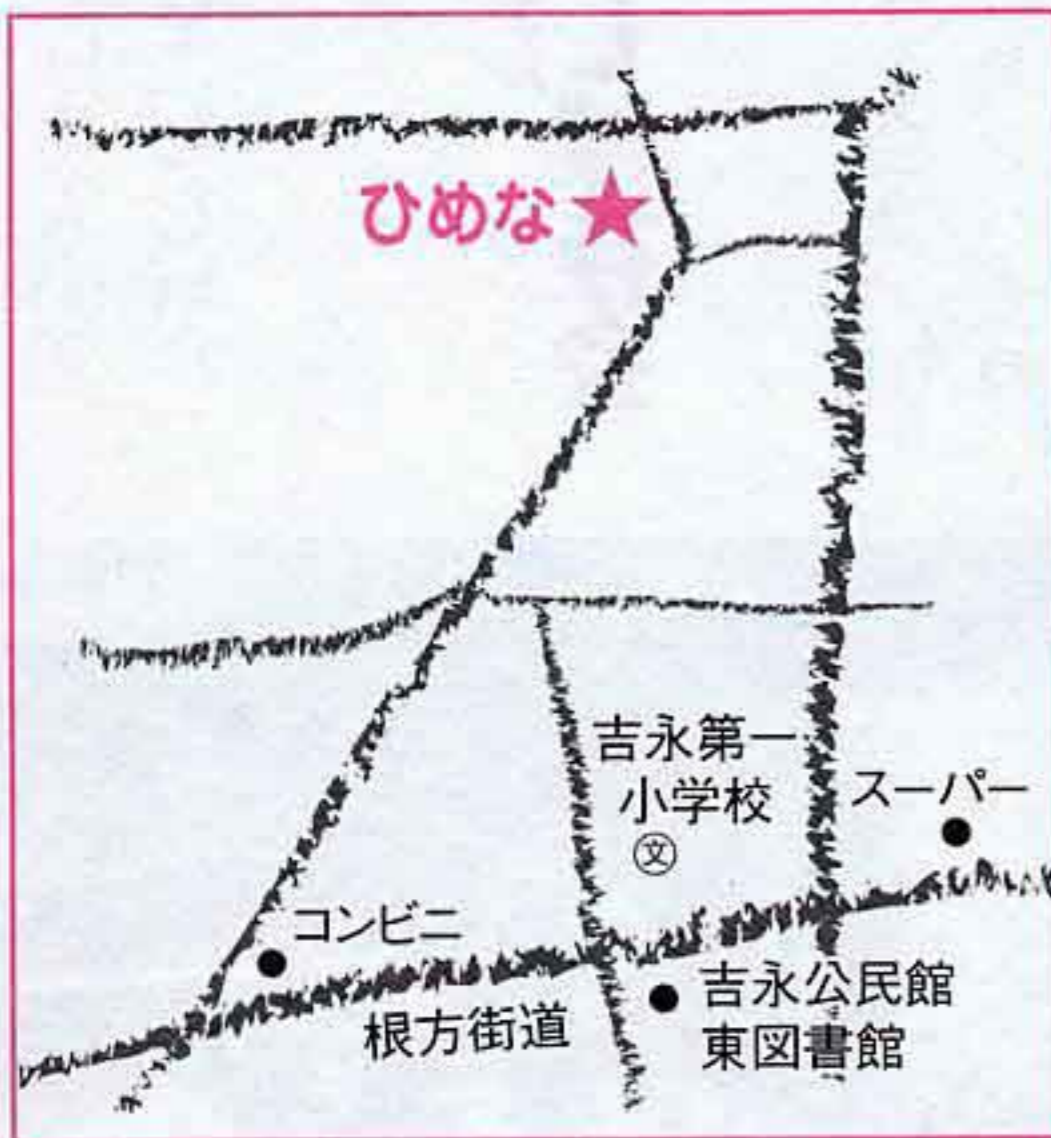 ひめな ★
吉永第一
小学校
文
スーパー
コンビニ
根方街道
吉永公民館
東図書館